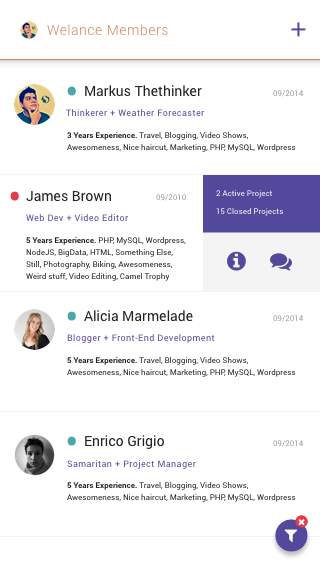 Welance Members
Markus Thethinker
09/2014
Thinkerer + Weather Forecaster
3 Years Experience. Travel, Blogging, Video Shows,
Awesomeness, Nice haircut, Marketing, PHP, MySQL, Wordpress
James Brown
09/2010
Web Dev + Video Editor
5 Years Experience. PHP, MySQL, Wordpress,
NodeJS, BigData, HTML, Something Else,
Still, Photography, Biking, Awesomeness,
Weird stuff, Video Editing, Camel Trophy
2 Active Project
15 Closed Projects
Alicia Marmelade
09/2014
Blogger + Front-End Development
5 Years Experience. Travel, Blogging, Video Shows,
Awesomeness, Nice haircut, Marketing, PHP, MySQL, Wordpress
Enrico Grigio
09/2014
Samaritan + Project Manager
5 Years Experience. Travel, Blogging, Video Shows,
Awesomeness, Nice haircut, Marketing, PHP, MySQL, Wordpress